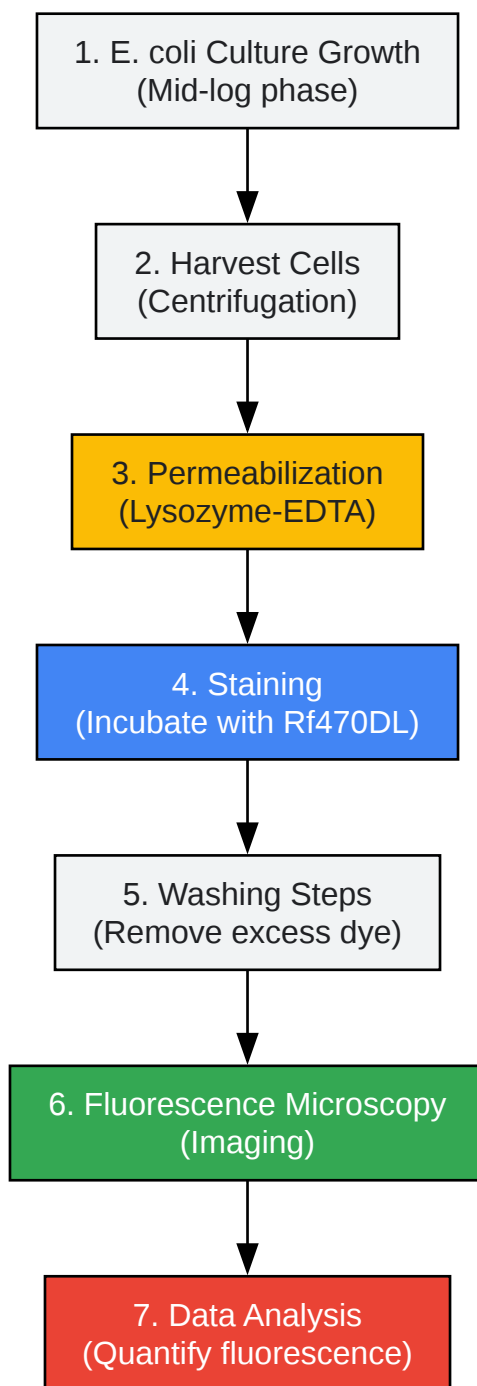 1. E. coli Culture Growth
(Mid-log phase)
2. Harvest Cells
(Centrifugation)
3. Permeabilization
(Lysozyme-EDTA)
4. Staining
(Incubate with Rf470DL)
5. Washing Steps
(Remove excess dye)
6. Fluorescence Microscopy
(Imaging)
7. Data Analysis
(Quantify fluorescence)